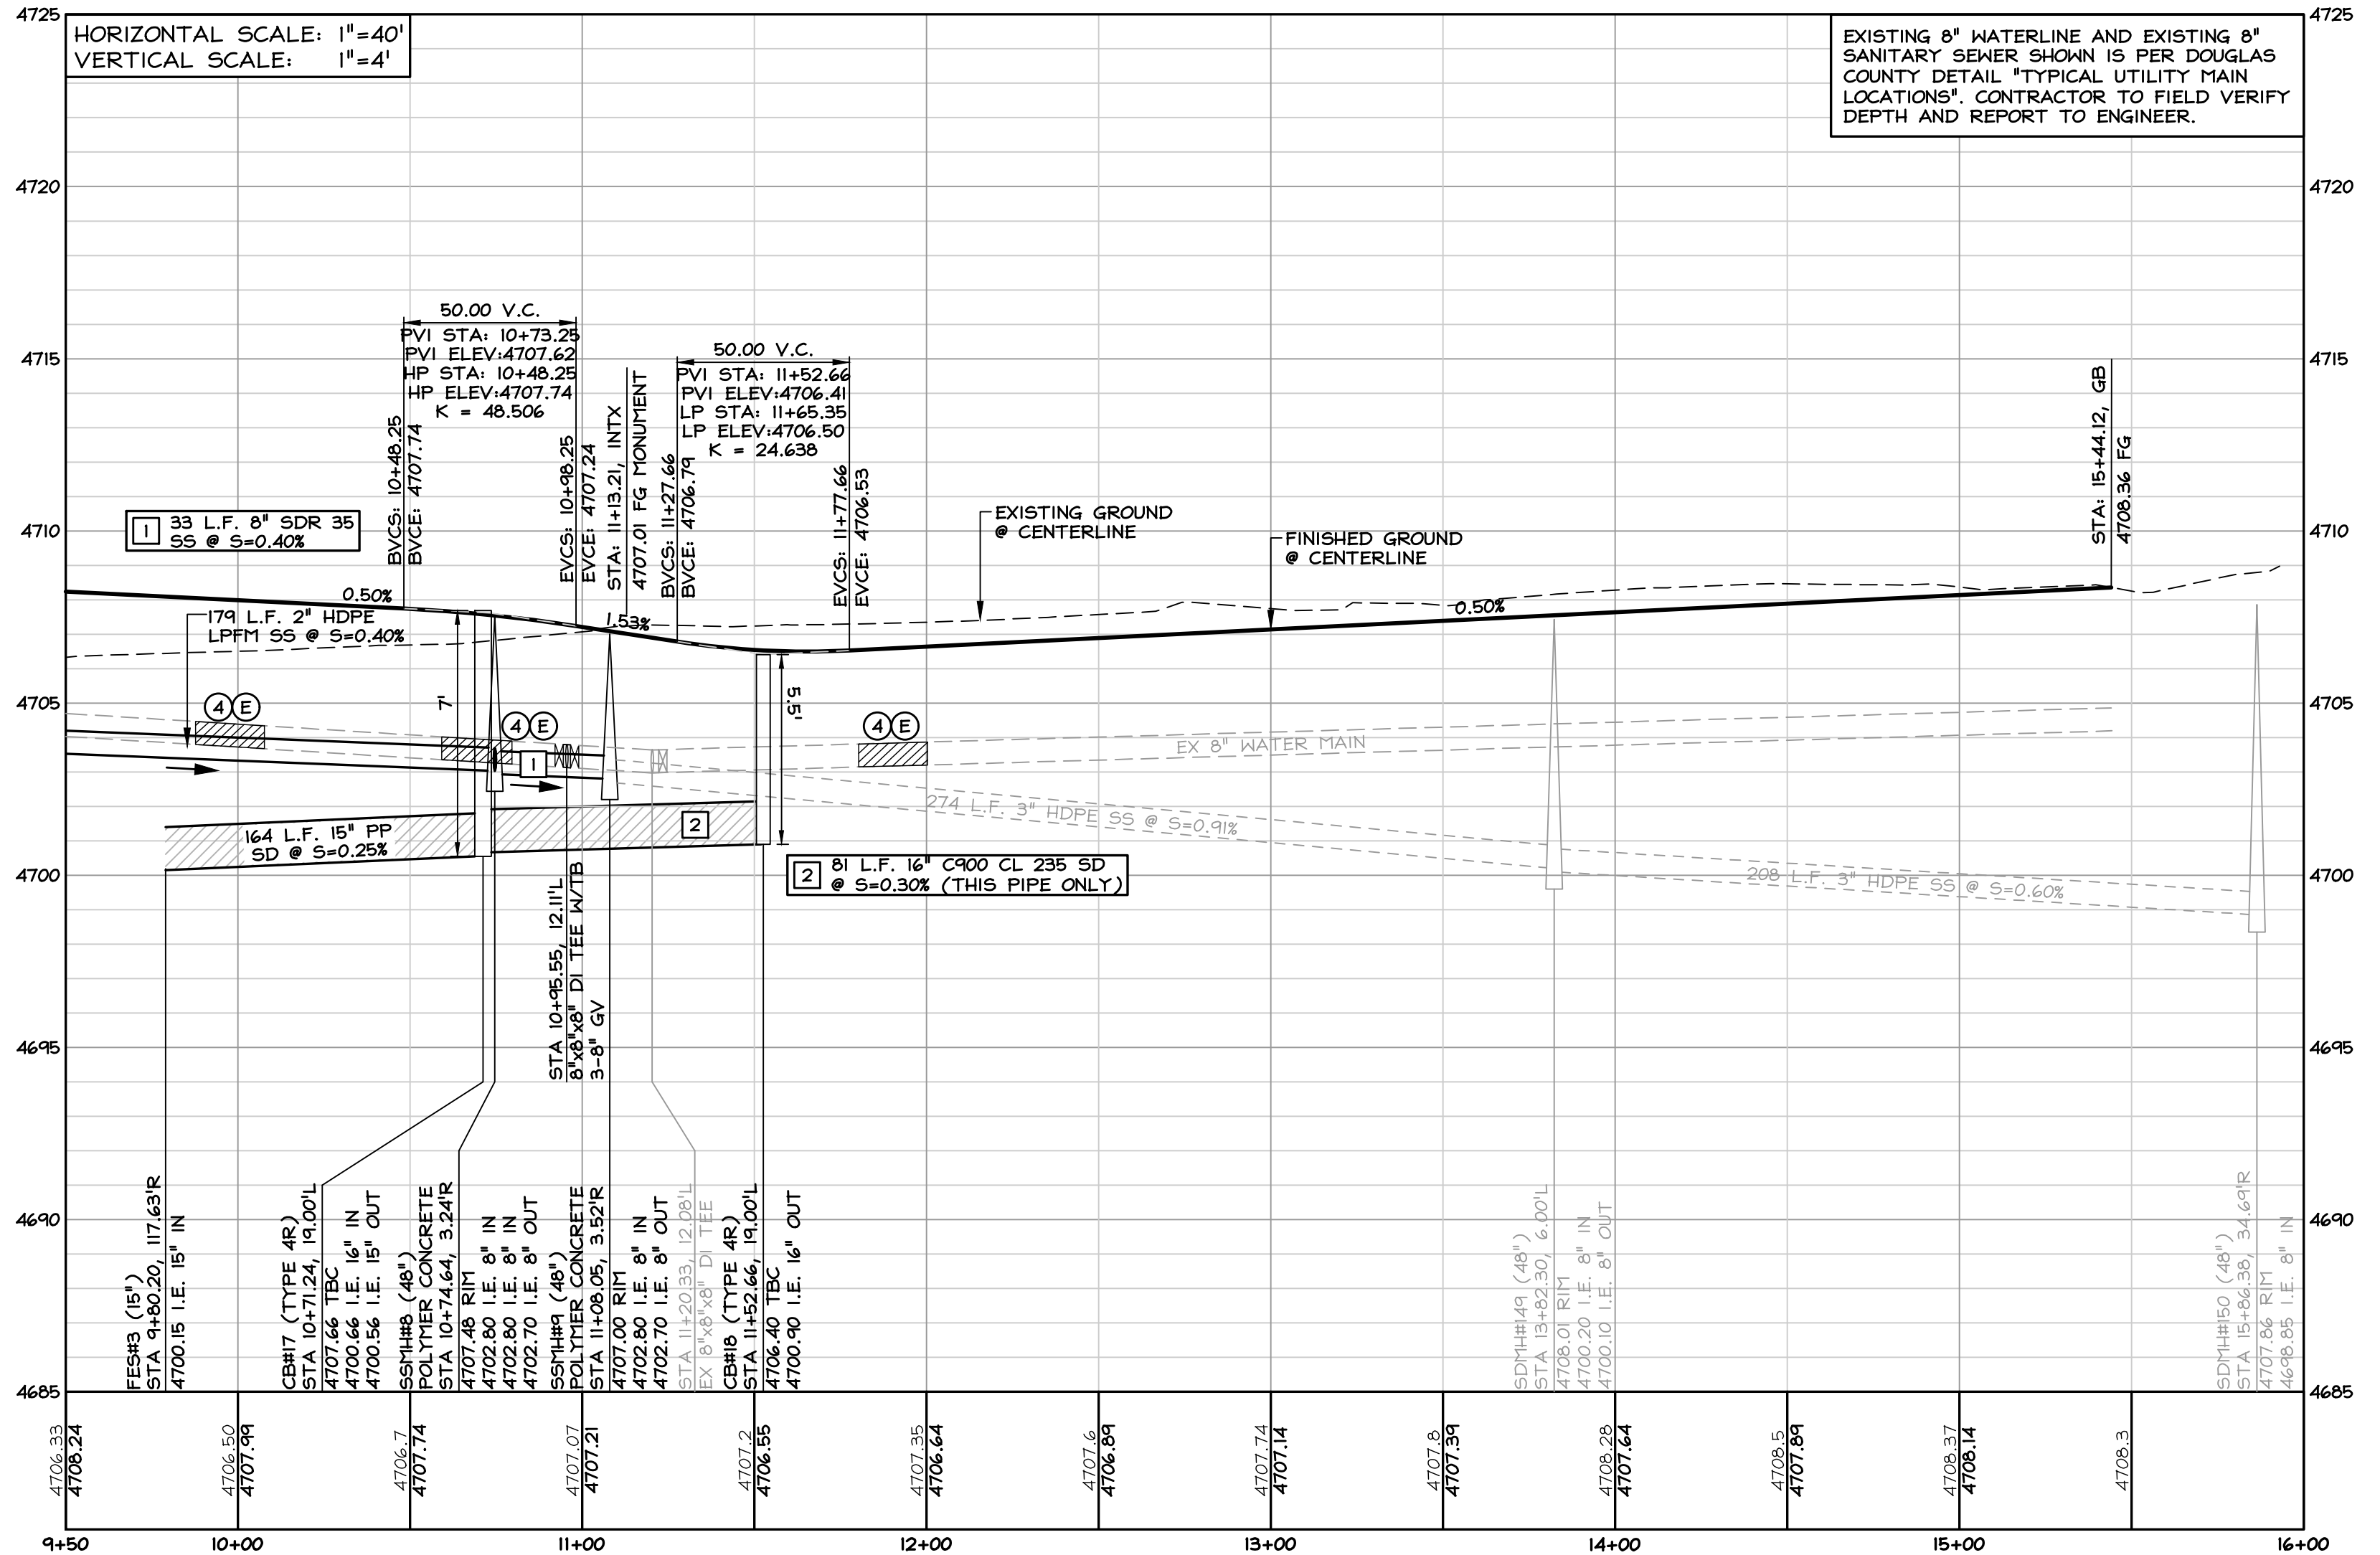 4725
4725
HORIZONTAL SCALE: 1"=40'
VERTICAL SCALE: 1"=4'
EXISTING 8" WATERLINE AND EXISTING 8"
SANITARY SEWER SHOWN IS PER DOUGLAS
COUNTY DETAIL "TYPICAL UTILITY MAIN
LOCATIONS". CONTRACTOR TO FIELD VERIFY
DEPTH AND REPORT TO ENGINEER.
4720
4720
50.00 V.C.
PVI STA: 10+73.25
PVI ELEV:4707.62
HP STA: 10+48.25
HP ELEV:4707.74
K = 48.506
50.00 V.C.
PVI STA: 11+52.66
PVI ELEV:4706.41
LP STA: 11+65.35
LP ELEV:4706.50
K = 24.638
4715
4715
BVCS: 10+48.25
BVCE: 4707.74
EVCS: 10+98.25
EVCE: 4707.24
STA: 11+13.21, INTX
4707.01 FG MONUMENT
BVCS: 11+27.66
BVCE: 4706.79
EVCS: 11+77.66
EVCE: 4706.53
STA: 15+44.12, GB
4708.36 FG
1 33 L.F. 8" SDR 35
SS @ S=0.40%
EXISTING GROUND
@ CENTERLINE
FINISHED GROUND
@ CENTERLINE
4710
4710
0.50%
1.53%
0.50%
179 L.F. 2" HDPE
LPFM SS @ S=0.40%
4705
4705
4 E
4 E
4 E
7'
5.5'
1
EX 8" WATER MAIN
274 L.F. 3" HDPE SS @ S=0.91%
2
164 L.F. 15" PP
SD @ S=0.25%
2 81 L.F. 16" C900 CL 235 SD
@ S=0.30% (THIS PIPE ONLY)
208 L.F. 3" HDPE SS @ S=0.60%
4700
4700
STA 10+95.55, 12.11'L
8"x8"x8" DI TEE W/TB
3-8" GV
4695
4695
4690
4690
FES#3 (15")
STA 9+80.20, 117.63'R
4700.15 I.E. 15" IN
CB#17 (TYPE 4R)
STA 10+71.24, 19.00'L
4707.66 TBC
4700.66 I.E. 16" IN
4700.56 I.E. 15" OUT
SSMH#8 (48")
POLYMER CONCRETE
STA 10+74.64, 3.24'R
4707.48 RIM
4702.80 I.E. 8" IN
4702.80 I.E. 8" IN
4702.70 I.E. 8" OUT
SSMH#9 (48")
POLYMER CONCRETE
STA 11+08.05, 3.52'R
4707.00 RIM
4702.80 I.E. 8" IN
4702.70 I.E. 8" OUT
STA 11+20.33, 12.08'L
EX 8"x8"x8" DI TEE
CB#18 (TYPE 4R)
STA 11+52.66, 19.00'L
4706.40 TBC
4700.90 I.E. 16" OUT
SDMH#149 (48")
STA 13+82.30, 6.00'L
4708.01 RIM
4700.20 I.E. 8" IN
4700.10 I.E. 8" OUT
SDMH#150 (48")
STA 15+86.38, 34.69'R
4707.86 RIM
4698.85 I.E. 8" IN
4685
4685
4706.33
4708.24
4706.50
4707.99
4706.7
4707.74
4707.07
4707.21
4707.2
4706.55
4707.35
4706.64
4707.6
4706.89
4707.74
4707.14
4707.8
4707.39
4708.28
4707.64
4708.5
4707.89
4708.37
4708.14
4708.3
9+50
10+00
11+00
12+00
13+00
14+00
15+00
16+00